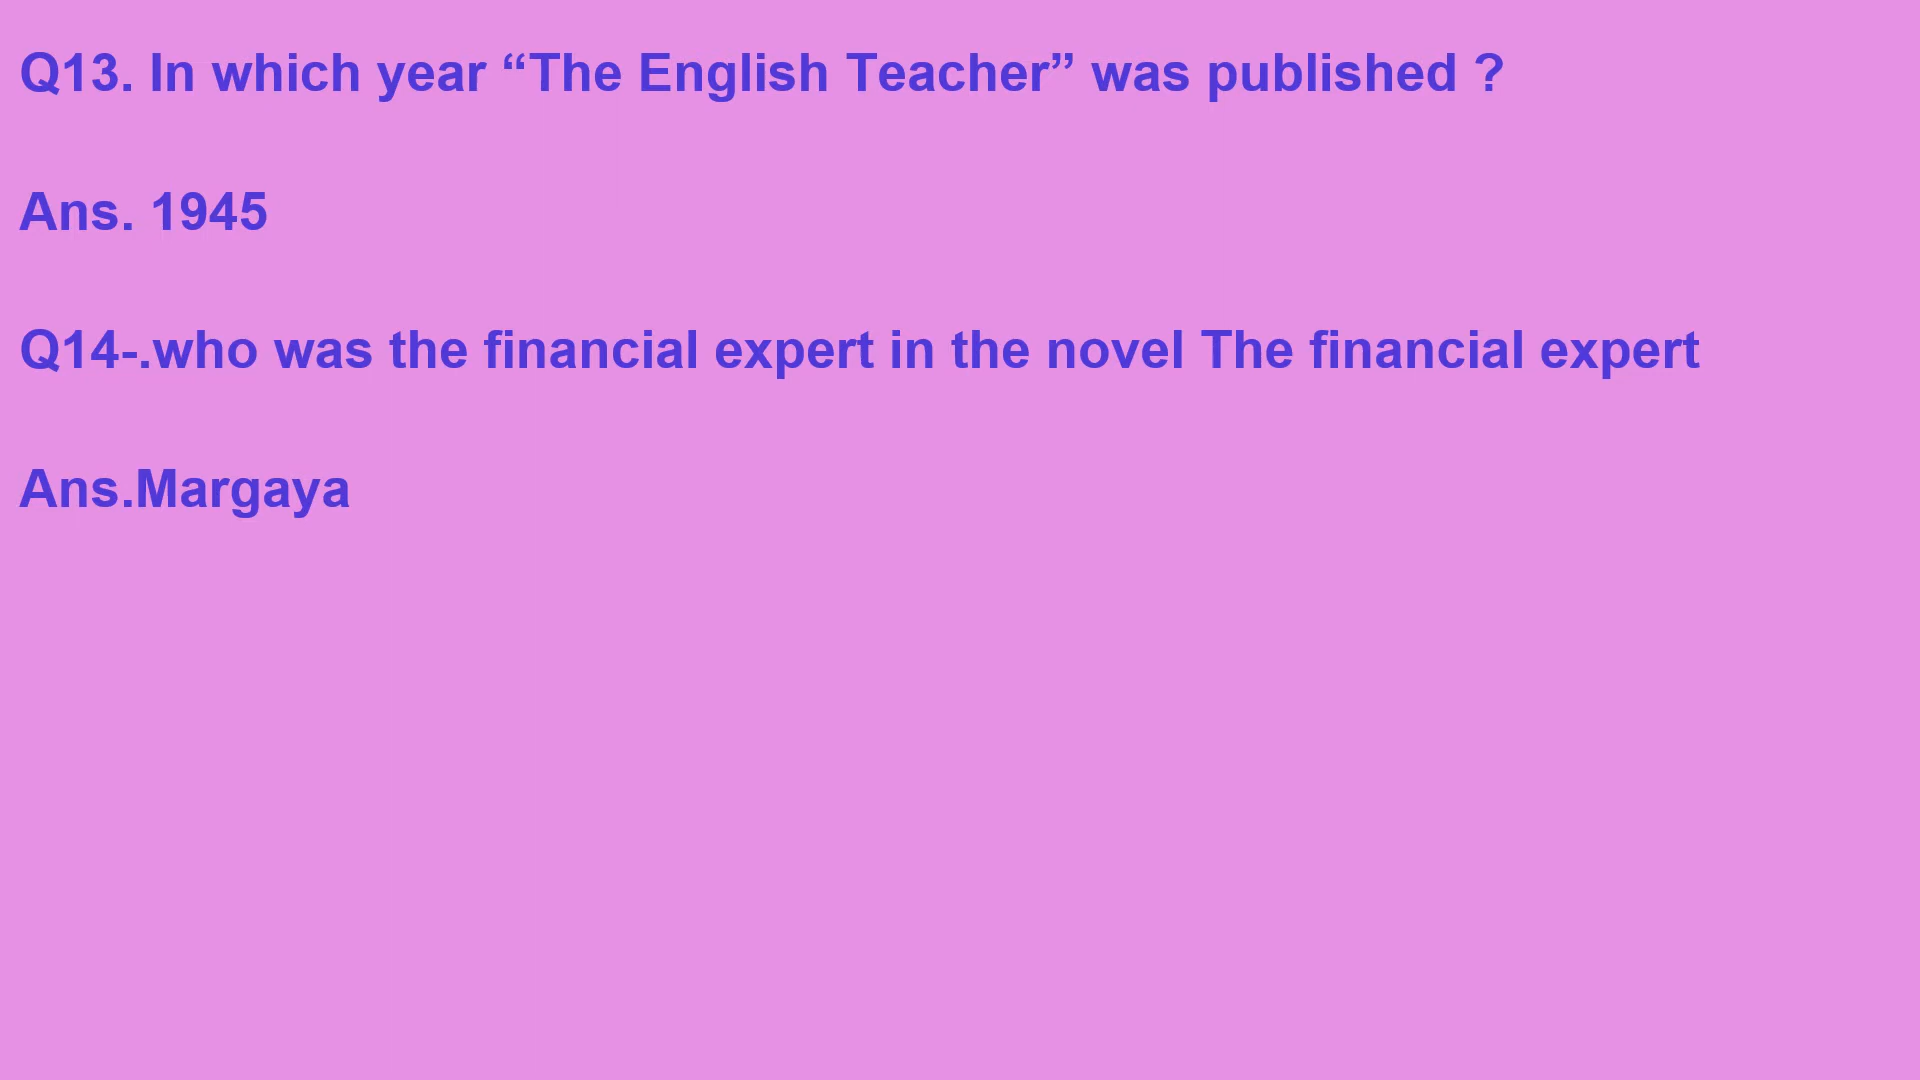 Q13. In which year “The English Teacher” was published ?
Ans. 1945
Q14-.who was the financial expert in the novel The financial expert
Ans.Margaya